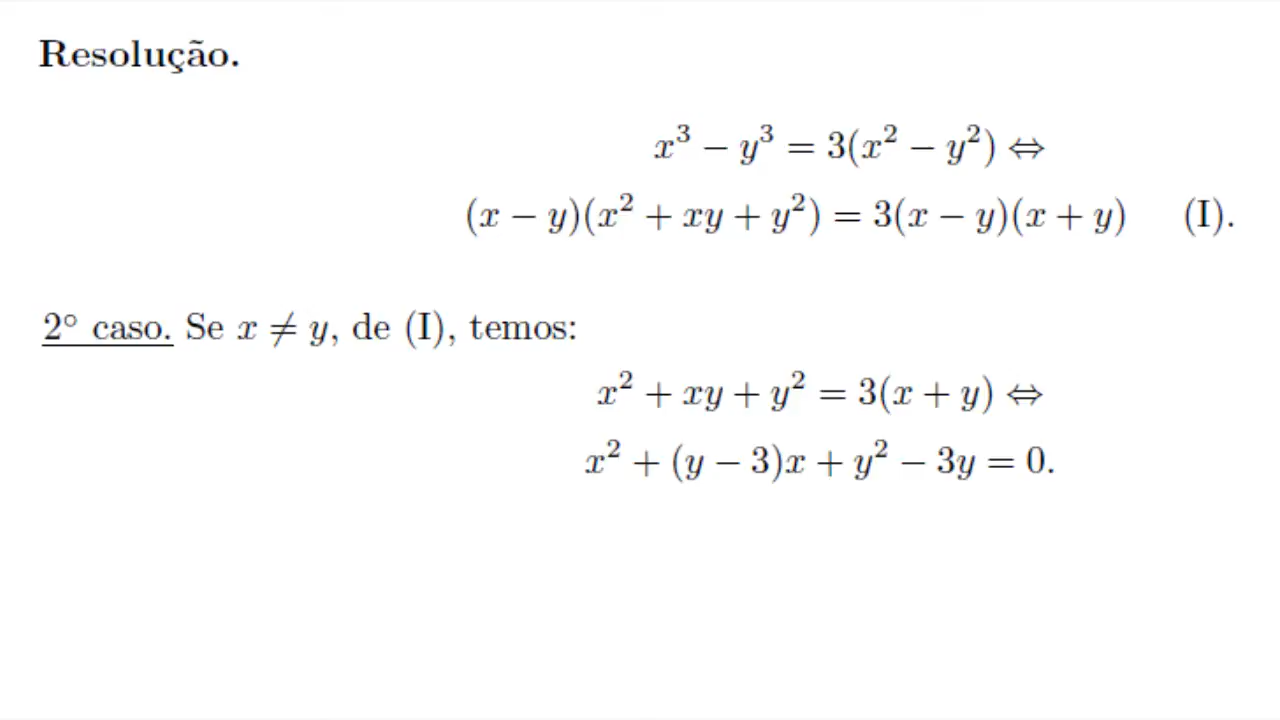 Resolução.
x³ − y³ = 3(x² − y²) ⇔
(x − y)(x² + xy + y²) = 3(x − y)(x + y) (I).
2° caso. Se x ≠ y, de (I), temos:
x² + xy + y² = 3(x + y) ⇔
x² + (y − 3)x + y² − 3y = 0.